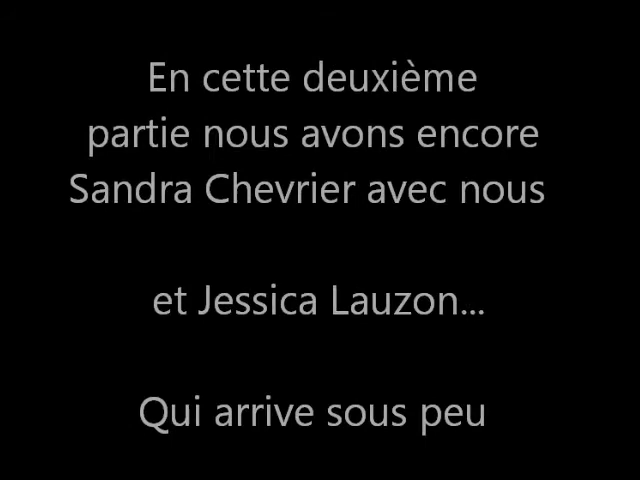 En cette deuxième
partie nous avons encore
Sandra Chevrier avec nous
et Jessica Lauzon...
Qui arrive sous peu